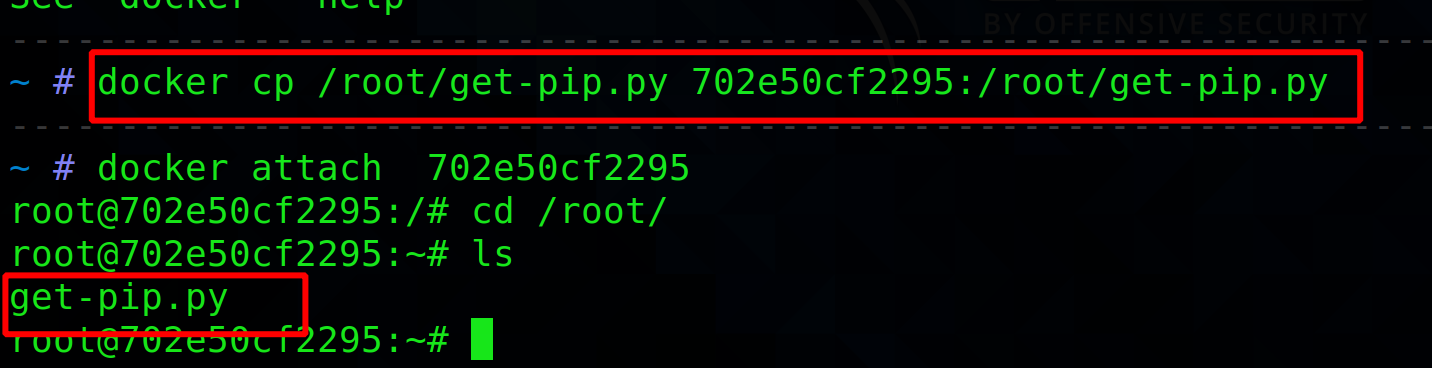 See 'docker --help'
BY OFFENSIVE SECURITY
~ # docker cp /root/get-pip.py 702e50cf2295:/root/get-pip.py
~ # docker attach  702e50cf2295
root@702e50cf2295:/# cd /root/
root@702e50cf2295:~# ls
get-pip.py
root@702e50cf2295:~#